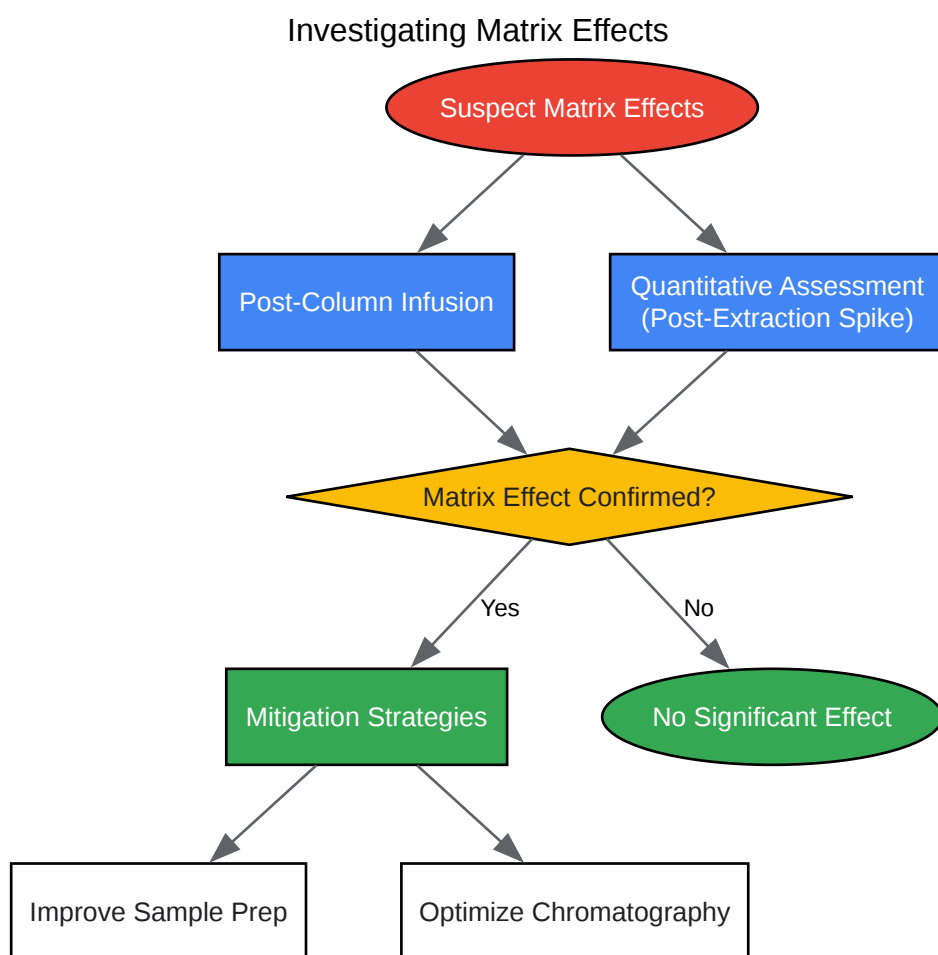 Investigating Matrix Effects
Suspect Matrix Effects
Post-Column Infusion
Quantitative Assessment
(Post-Extraction Spike)
Matrix Effect Confirmed?
Yes
No
Mitigation Strategies
No Significant Effect
Improve Sample Prep
Optimize Chromatography